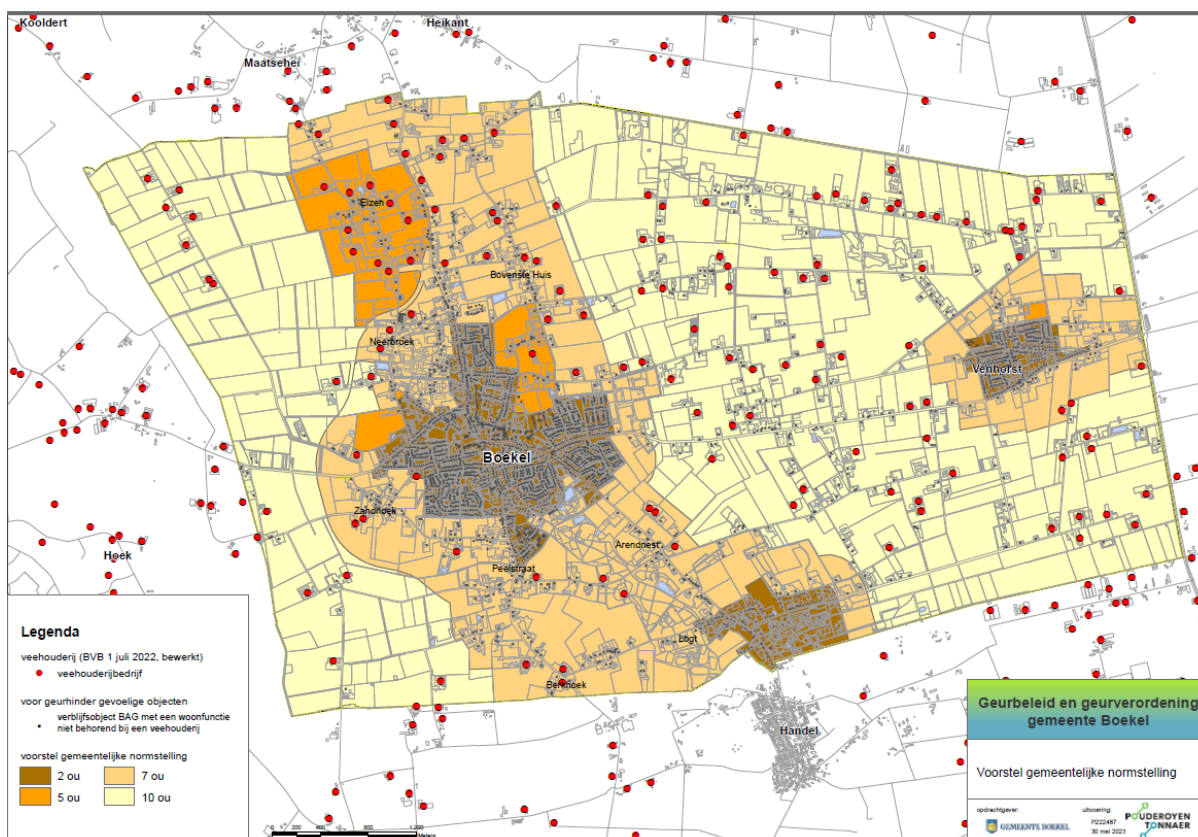 Kooldert
Heikant
Maatsehei
Elzen
Bovenste Huis
Neerbroek
Venhorst
Boekel
Zandhoek
Arendnest
Hoek
Peelstraat
Logt
Berkhoek
Handel
Legenda
veehouderij (BVB 1 juli 2022, bewerkt)
veehouderijbedrijf
voor geurhinder gevoelige objecten
verblijfsobject BAG met een woonfunctie
niet behorend bij een veehouderij
voorstel gemeentelijke normstelling
2 ou
7 ou
5 ou
10 ou
Meters
Geurbeleid en geurverordening
gemeente Boekel
Voorstel gemeentelijke normstelling
opdrachtgever:
uitvoering:
GEMEENTE BOEKEL
P222487
30 mei 2023
POUDEROYEN
TONNAER